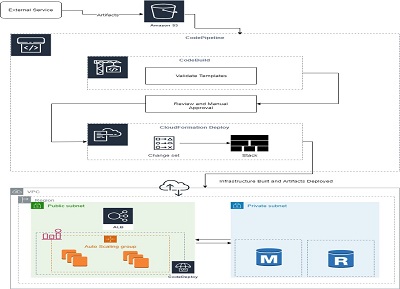 External Service
Artifacts
Amazon S3
CodePipeline
CodeBuild
Validate Templates
Review and Manual
Approval
CloudFormation Deploy
Change set
Stack
Infrastructure Built and Artifacts Deployed
VPC
Region
Public subnet
Private subnet
ALB
Auto Scaling group
M
R
CodeDeploy